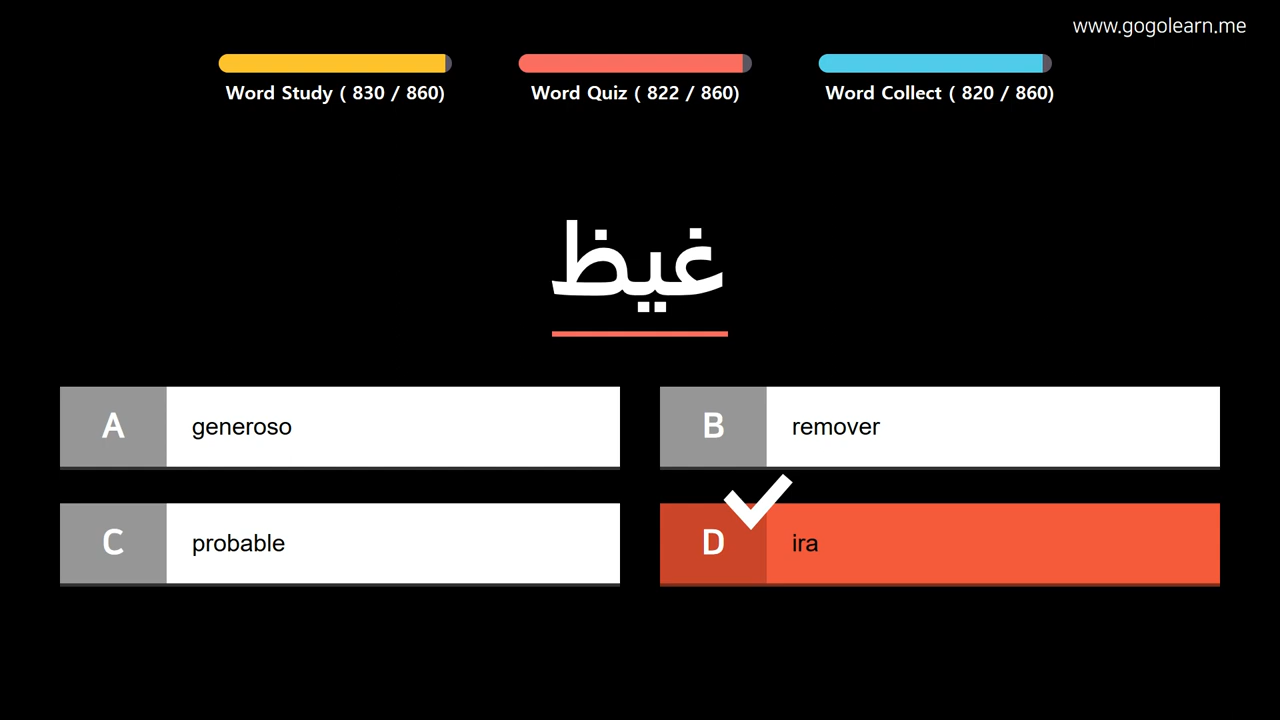 www.gogolearn.me
Word Study ( 830 / 860)
Word Quiz ( 822 / 860)
Word Collect ( 820 / 860)
غيظ
A generoso
B remover
C probable
D ira